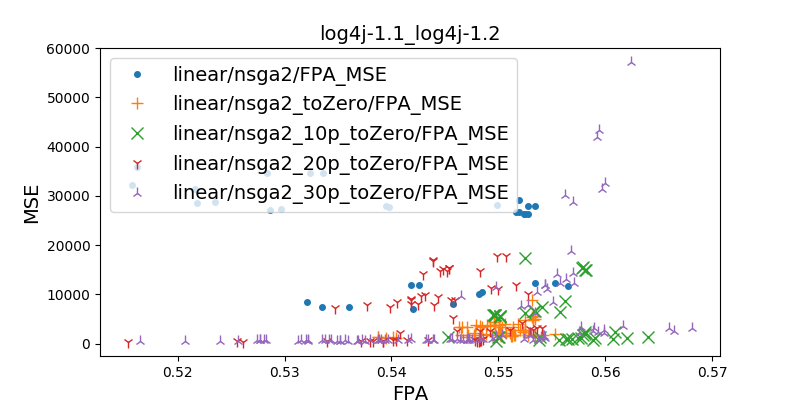 log4j-1.1_log4j-1.2
60000
50000
40000
30000
20000
10000
0
MSE
linear/nsga2/FPA_MSE
linear/nsga2_toZero/FPA_MSE
linear/nsga2_10p_toZero/FPA_MSE
linear/nsga2_20p_toZero/FPA_MSE
linear/nsga2_30p_toZero/FPA_MSE
0.52 0.53 0.54 0.55 0.56 0.57
FPA